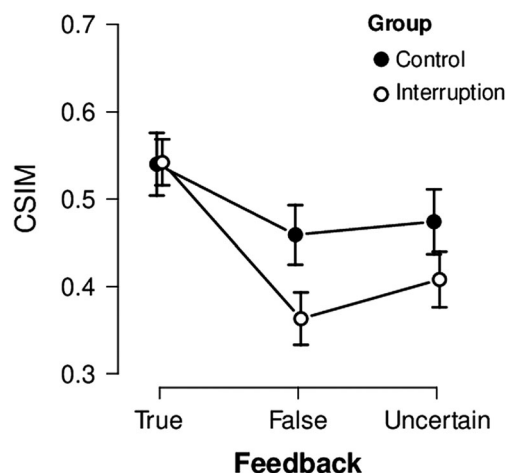 0.7
0.6
0.5
0.4
0.3
CSIM
Group
Control
Interruption
True False Uncertain
Feedback